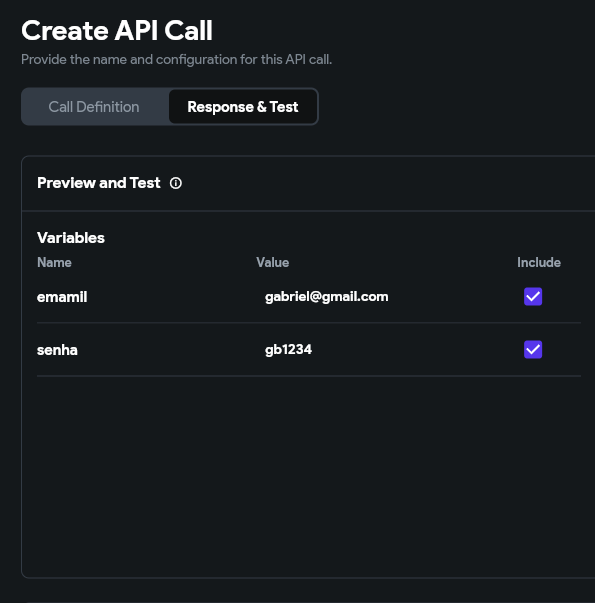 Create API Call
Provide the name and configuration for this API call.
Call Definition Response & Test
Preview and Test
Variables
Name Value Include
emamil gabriel@gmail.com
senha gb1234